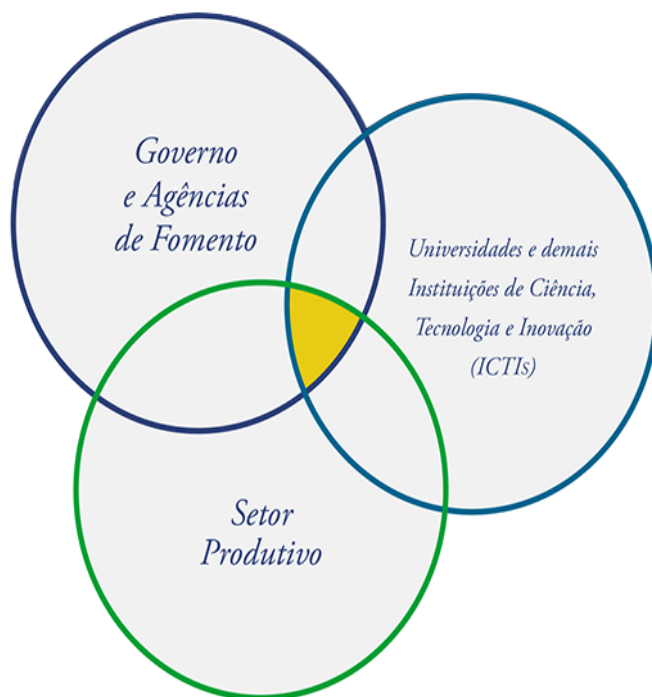 Governo
e Agências
de Fomento
Universidades e demais
Instituições de Ciência,
Tecnologia e Inovação
(ICTIs)
Setor
Produtivo